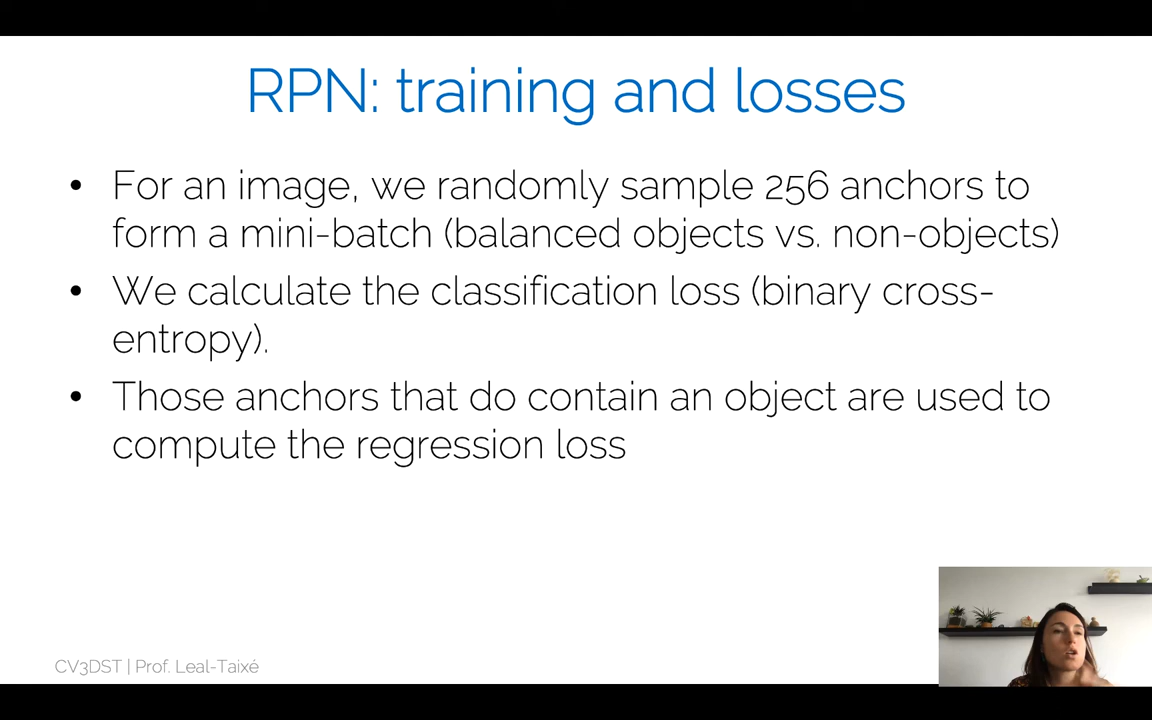 RPN: training and losses
• For an image, we randomly sample 256 anchors to
form a mini-batch (balanced objects vs. non-objects)
• We calculate the classification loss (binary cross-
entropy).
• Those anchors that do contain an object are used to
compute the regression loss
CV3DST | Prof. Leal-Taixé